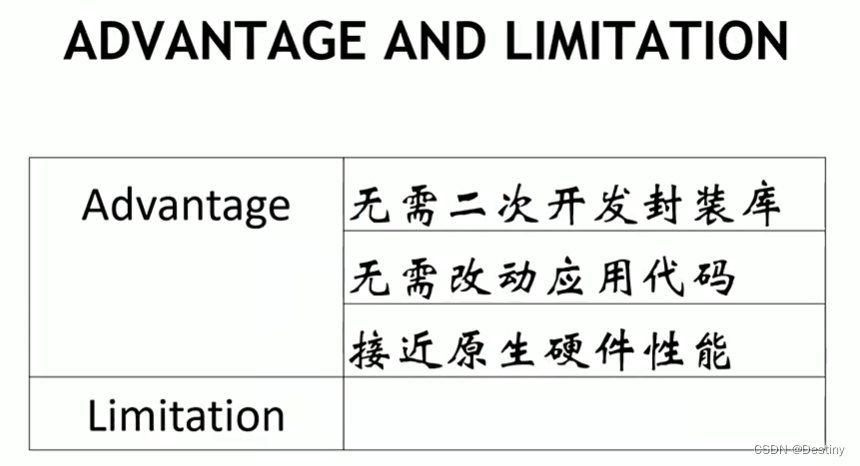 ADVANTAGE AND LIMITATION
Advantage
无需二次开发封装库
无需改动应用代码
接近原生硬件性能
Limitation
CSDN @Destiny